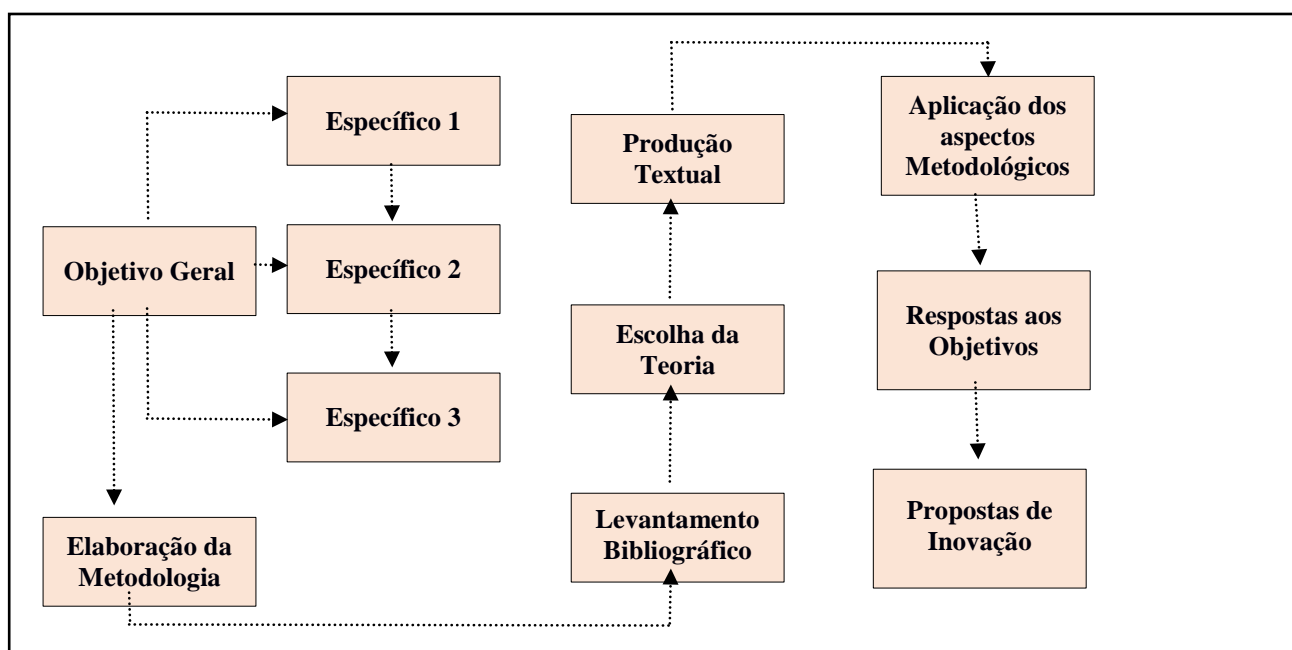 Específico 1
Objetivo Geral
Específico 2
Específico 3
Elaboração da
Metodologia
Produção
Textual
Escolha da
Teoria
Levantamento
Bibliográfico
Aplicação dos
aspectos
Metodológicos
Respostas aos
Objetivos
Propostas de
Inovação